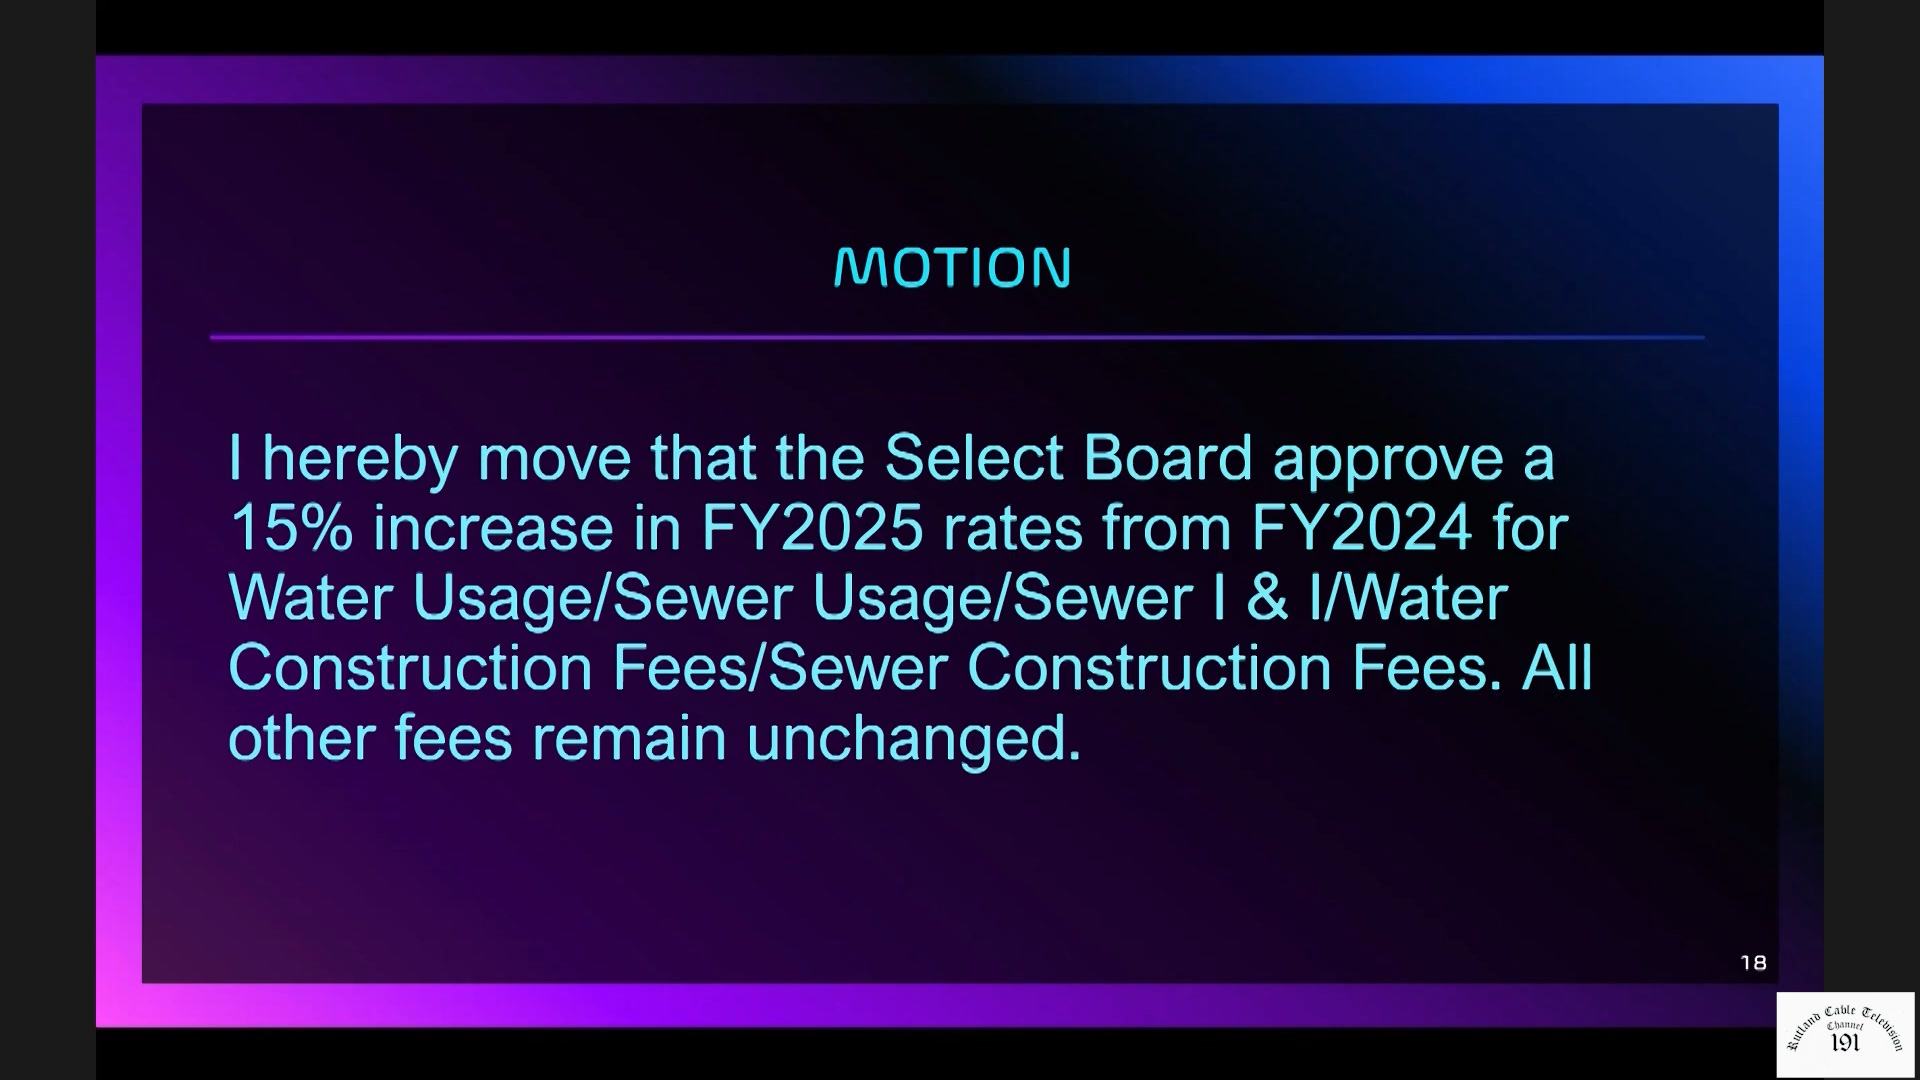 MOTION
I hereby move that the Select Board approve a
15% increase in FY2025 rates from FY2024 for
Water Usage/Sewer Usage/Sewer I & I/Water
Construction Fees/Sewer Construction Fees. All
other fees remain unchanged.
18
Rutland Cable Television
Channel
191